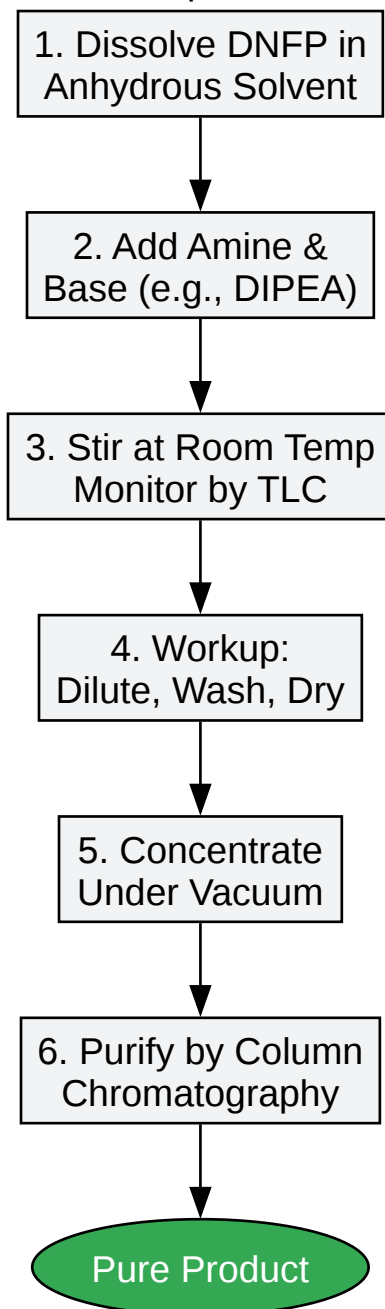 1. Dissolve DNFP in
Anhydrous Solvent
2. Add Amine &
Base (e.g., DIPEA)
3. Stir at Room Temp
Monitor by TLC
4. Workup:
Dilute, Wash, Dry
5. Concentrate
Under Vacuum
6. Purify by Column
Chromatography
Pure Product